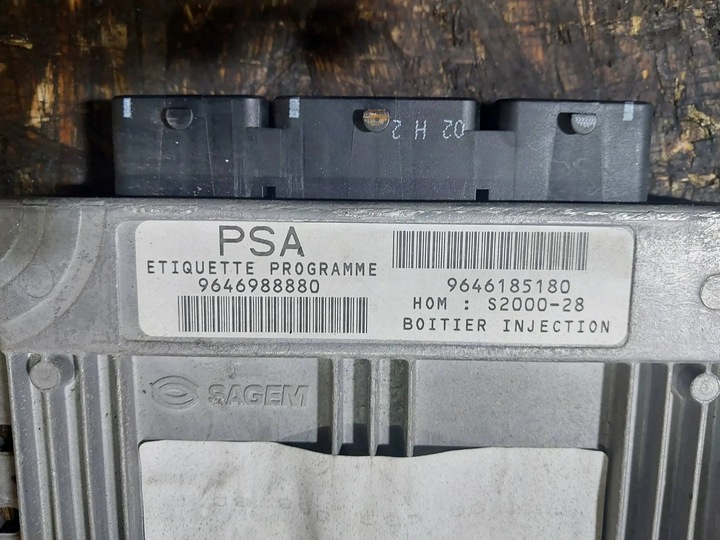 02 H 2
PSA
ETIQUETTE PROGRAMME
9646988880
9646185180
HOM : S2000-28
BOITIER INJECTION
SAGEM